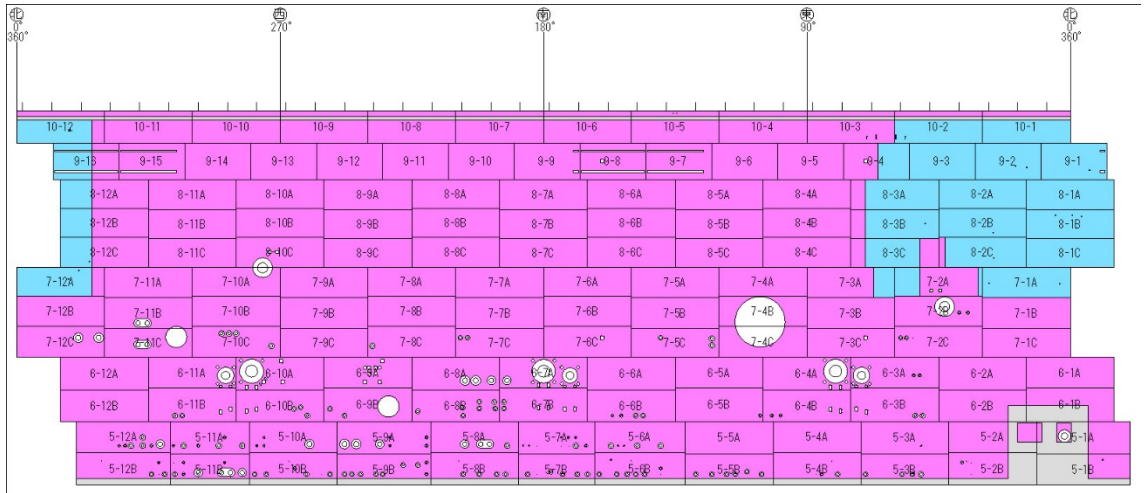 北 西 南 東 北
0° 270° 180° 90° 0°
360° 360°
10-12 10-11 10-10 10-9 10-8 10-7 10-6 10-5 10-4 10-3 10-2 10-1
9-16 9-15 9-14 9-13 9-12 9-11 9-10 9-9 9-8 9-7 9-6 9-5 9-4 9-3 9-2 9-1
8-12A 8-11A 8-10A 8-9A 8-8A 8-7A 8-6A 8-5A 8-4A 8-3A 8-2A 8-1A
8-12B 8-11B 8-10B 8-9B 8-8B 8-7B 8-6B 8-5B 8-4B 8-3B 8-2B 8-1B
8-12C 8-11C 8-10C 8-9C 8-8C 8-7C 8-6C 8-5C 8-4C 8-3C 8-2C 8-1C
7-12A 7-11A 7-10A 7-9A 7-8A 7-7A 7-6A 7-5A 7-4A 7-3A 7-2A 7-1A
7-12B 7-11B 7-10B 7-9B 7-8B 7-7B 7-6B 7-5B 7-4B 7-3B 7-2B 7-1B
7-12C 7-11C 7-10C 7-9C 7-8C 7-7C 7-6C 7-5C 7-4C 7-3C 7-2C 7-1C
6-12A 6-11A 6-10A 6-9A 6-8A 6-7A 6-6A 6-5A 6-4A 6-3A 6-2A 6-1A
6-12B 6-11B 6-10B 6-9B 6-8B 6-7B 6-6B 6-5B 6-4B 6-3B 6-2B 6-1B
5-12A 5-11A 5-10A 5-9A 5-8A 5-7A 5-6A 5-5A 5-4A 5-3A 5-2A 5-1A
5-12B 5-11B 5-10B 5-9B 5-8B 5-7B 5-6B 5-5B 5-4B 5-3B 5-2B 5-1B